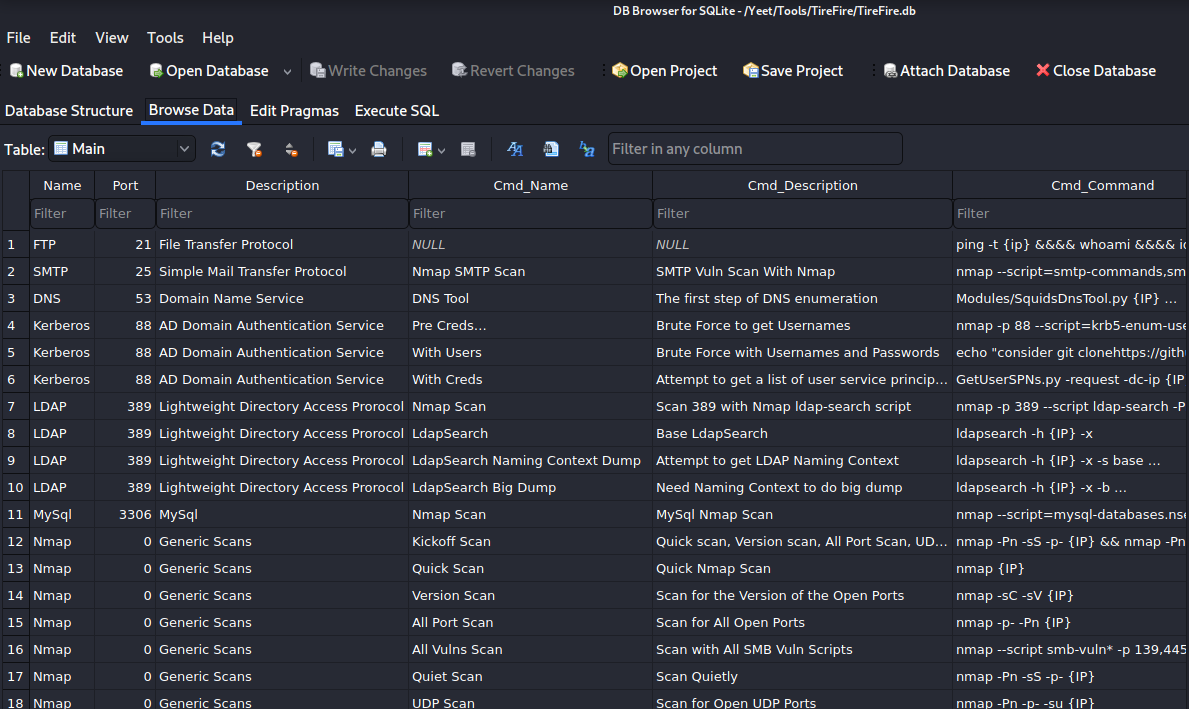 DB Browser for SQLite - /Yeet/Tools/TireFire/TireFire.db
File Edit View Tools Help
New Database Open Database Write Changes Revert Changes Open Project Save Project Attach Database Close Database
Database Structure Browse Data Edit Pragmas Execute SQL
Table: Main Filter in any column
Name Port Description Cmd_Name Cmd_Description Cmd_Command
Filter Filter Filter Filter Filter Filter
1 FTP 21 File Transfer Protocol NULL NULL ping -t {ip} &&&& whoami &&&& ic
2 SMTP 25 Simple Mail Transfer Protocol Nmap SMTP Scan SMTP Vuln Scan With Nmap nmap --script=smtp-commands,sm
3 DNS 53 Domain Name Service DNS Tool The first step of DNS enumeration Modules/SquidsDnsTool.py {IP} ...
4 Kerberos 88 AD Domain Authentication Service Pre Creds... Brute Force to get Usernames nmap -p 88 --script=krb5-enum-use
5 Kerberos 88 AD Domain Authentication Service With Users Brute Force with Usernames and Passwords echo "consider git clonehttps://gith
6 Kerberos 88 AD Domain Authentication Service With Creds Attempt to get a list of user service princip... GetUserSPNs.py -request -dc-ip {IP
7 LDAP 389 Lightweight Directory Access Prorocol Nmap Scan Scan 389 with Nmap ldap-search script nmap -p 389 --script ldap-search -P
8 LDAP 389 Lightweight Directory Access Prorocol LdapSearch Base LdapSearch ldapsearch -h {IP} -x
9 LDAP 389 Lightweight Directory Access Prorocol LdapSearch Naming Context Dump Attempt to get LDAP Naming Context ldapsearch -h {IP} -x -s base ...
10 LDAP 389 Lightweight Directory Access Prorocol LdapSearch Big Dump Need Naming Context to do big dump ldapsearch -h {IP} -x -b ...
11 MySql 3306 MySql Nmap Scan MySql Nmap Scan nmap --script=mysql-databases.nse
12 Nmap 0 Generic Scans Kickoff Scan Quick scan, Version scan, All Port Scan, UD... nmap -Pn -sS -p- {IP} && nmap -Pn
13 Nmap 0 Generic Scans Quick Scan Quick Nmap Scan nmap {IP}
14 Nmap 0 Generic Scans Version Scan Scan for the Version of the Open Ports nmap -sC -sV {IP}
15 Nmap 0 Generic Scans All Port Scan Scan for All Open Ports nmap -p- -Pn {IP}
16 Nmap 0 Generic Scans All Vulns Scan Scan with All SMB Vuln Scripts nmap --script smb-vuln* -p 139,445
17 Nmap 0 Generic Scans Quiet Scan Scan Quietly nmap -Pn -sS -p- {IP}
18 Nmap 0 Generic Scans UDP Scan Scan for Open UDP Ports nmap -Pn -p- -su {IP}